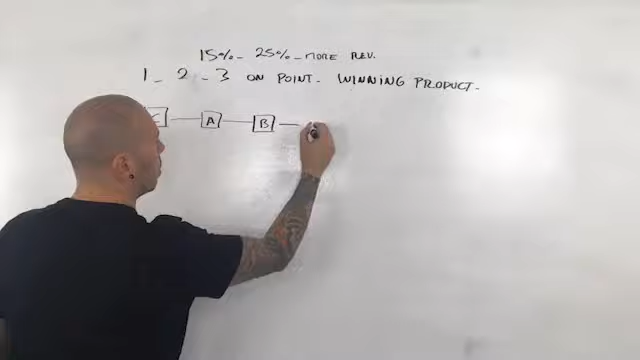 15% - 25% - MORE REV.
1 - 2 - 3 ON POINT - WINNING PRODUCT -
C A B